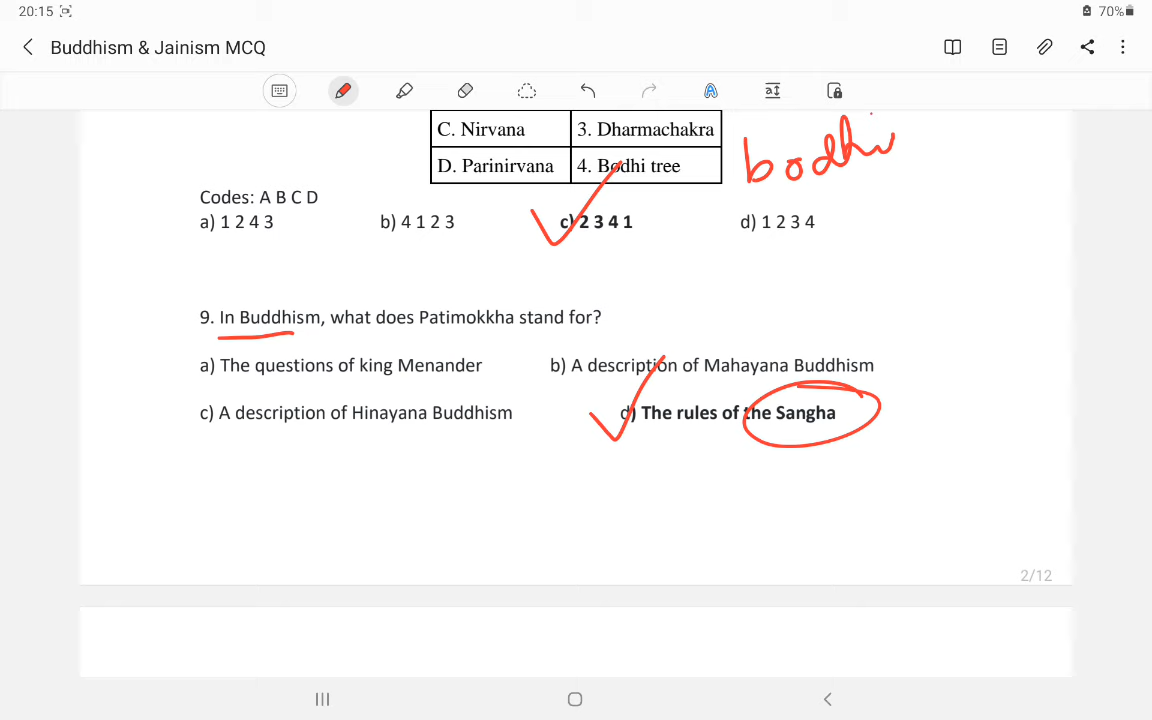 20:15 70%
Buddhism & Jainism MCQ
C. Nirvana 3. Dharmachakra
D. Parinirvana 4. Bodhi tree
bodhi
Codes: A B C D
a) 1 2 4 3 b) 4 1 2 3 c) 2 3 4 1 d) 1 2 3 4
9. In Buddhism, what does Patimokkha stand for?
a) The questions of king Menander b) A description of Mahayana Buddhism
c) A description of Hinayana Buddhism d) The rules of the Sangha
2/12